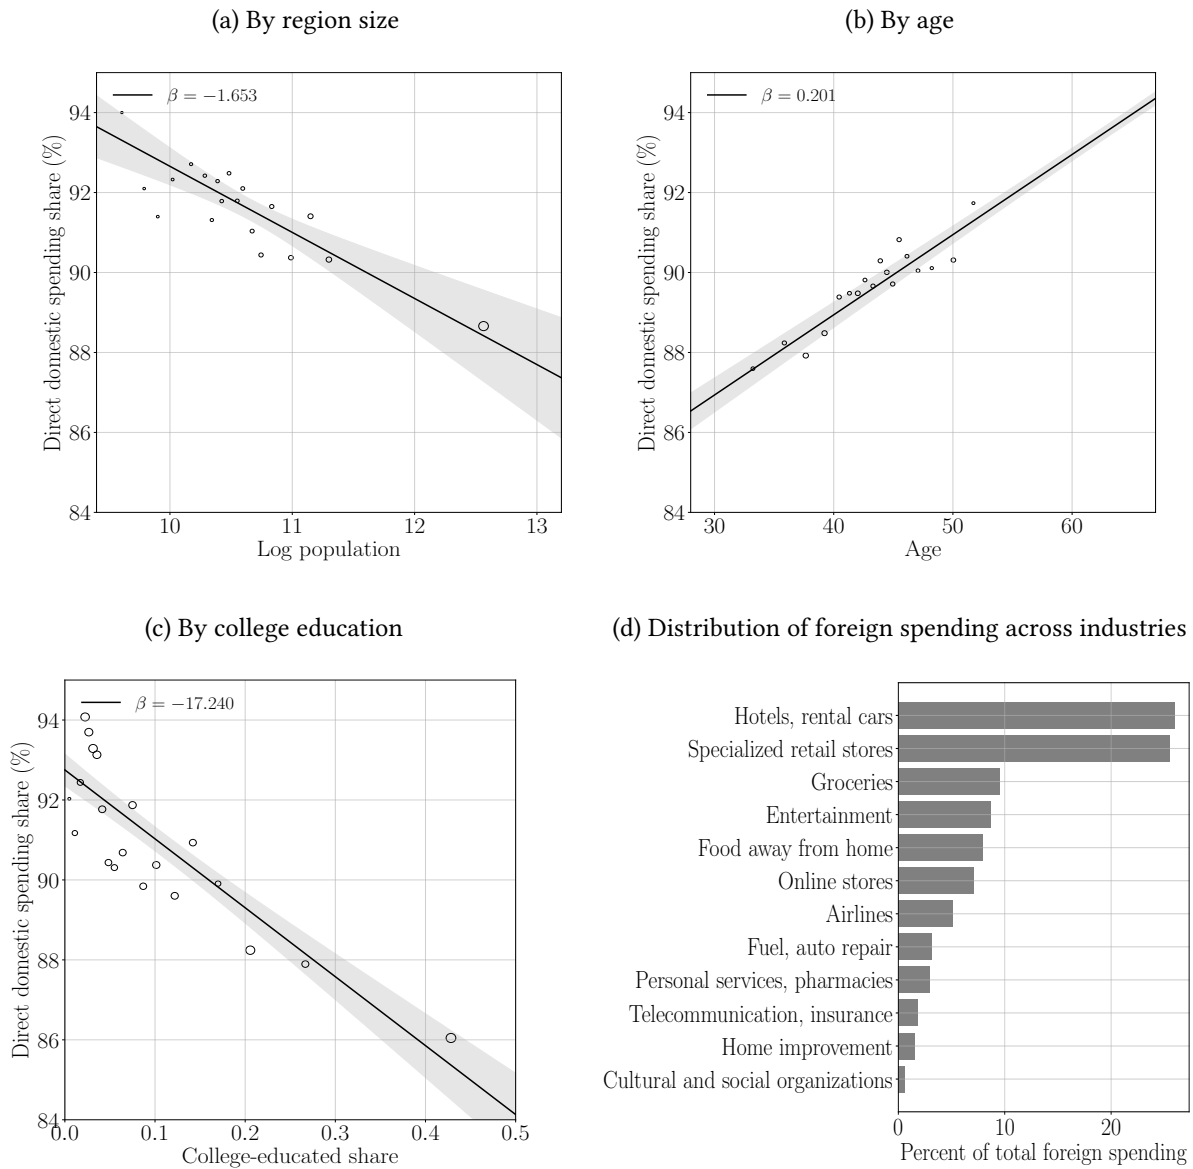 (a) By region size
β = −1.653
94
92
90
88
86
84
Direct domestic spending share (%)
10 11 12 13
Log population
(b) By age
β = 0.201
94
92
90
88
86
84
Direct domestic spending share (%)
30 40 50 60
Age
(c) By college education
β = −17.240
94
92
90
88
86
84
Direct domestic spending share (%)
0.0 0.1 0.2 0.3 0.4 0.5
College-educated share
(d) Distribution of foreign spending across industries
Hotels, rental cars
Specialized retail stores
Groceries
Entertainment
Food away from home
Online stores
Airlines
Fuel, auto repair
Personal services, pharmacies
Telecommunication, insurance
Home improvement
Cultural and social organizations
0 10 20
Percent of total foreign spending